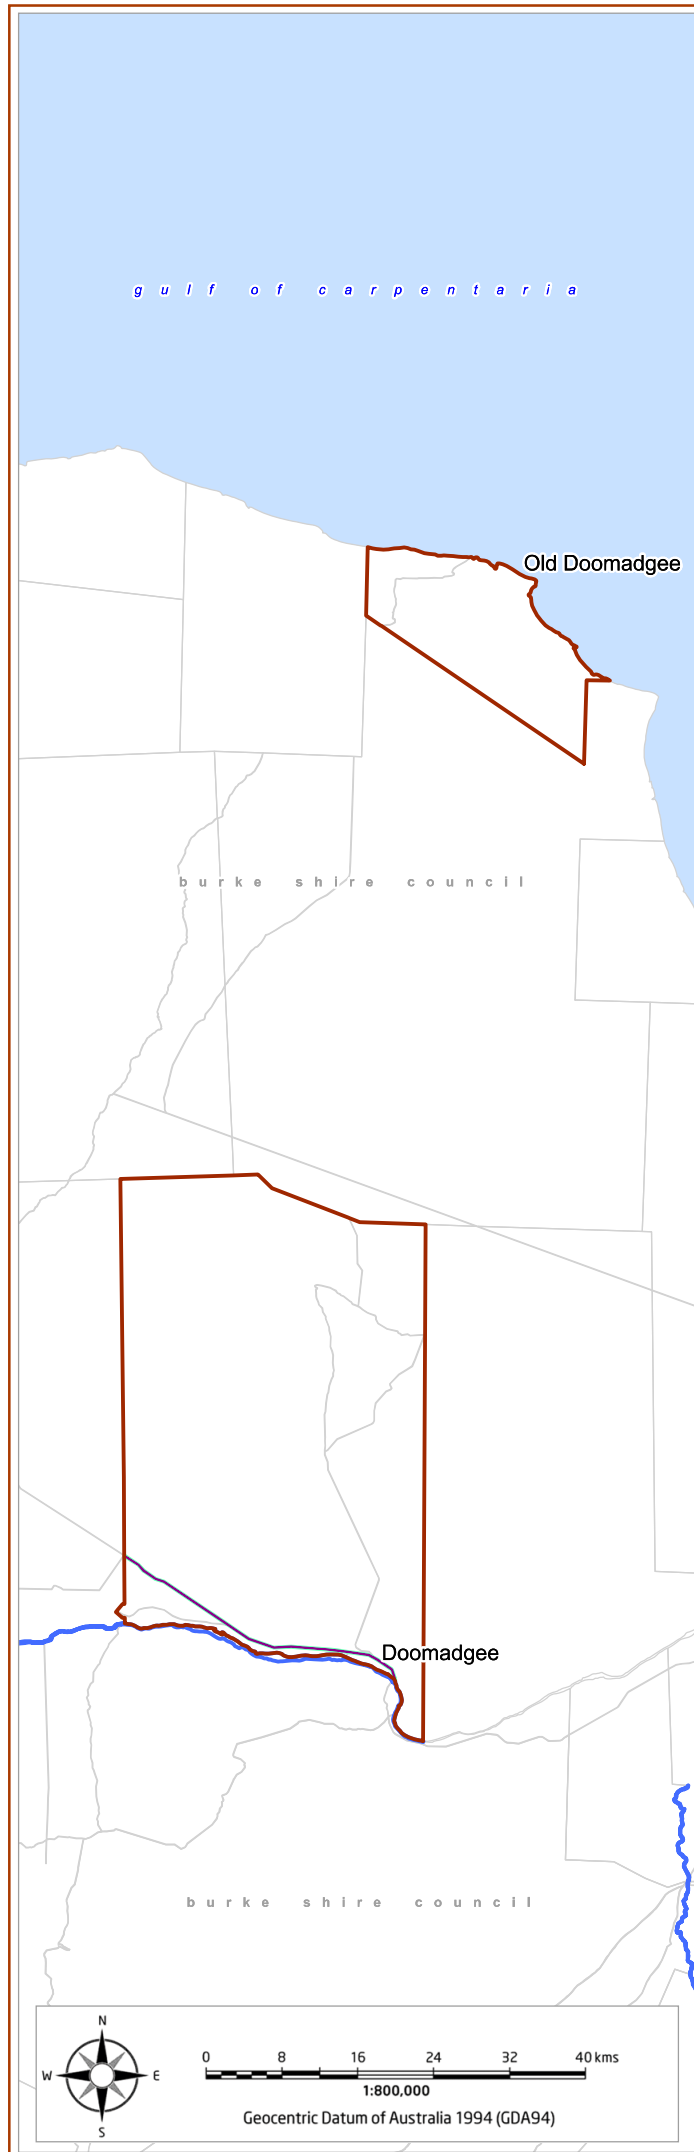 gulf of carpentaria
Old Doomadgee
burke shire council
Doomadgee
burke shire council
N
W E
S
0 8 16 24 32 40 kms
1:800,000
Geocentric Datum of Australia 1994 (GDA94)